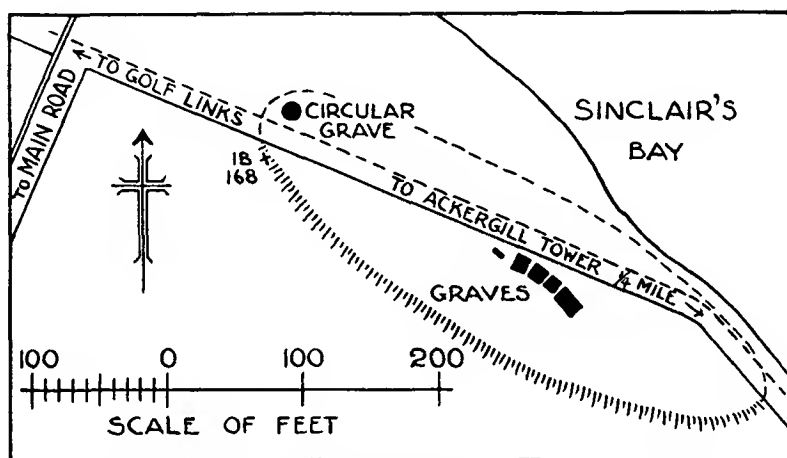 TO GOLF LINKS
TO MAIN ROAD
CIRCULAR
GRAVE
SINCLAIR'S
BAY
IB
168
TO ACKERGILL TOWER ¼ MILE
GRAVES
100 0 100 200
SCALE OF FEET